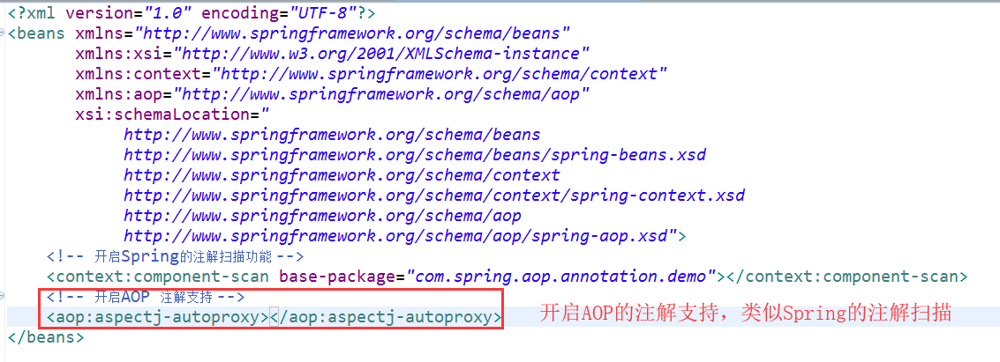 <?xml version="1.0" encoding="UTF-8"?>
<beans xmlns="http://www.springframework.org/schema/beans"
xmlns:xsi="http://www.w3.org/2001/XMLSchema-instance"
xmlns:context="http://www.springframework.org/schema/context"
xmlns:aop="http://www.springframework.org/schema/aop"
xsi:schemaLocation="
http://www.springframework.org/schema/beans
http://www.springframework.org/schema/beans/spring-beans.xsd
http://www.springframework.org/schema/context
http://www.springframework.org/schema/context/spring-context.xsd
http://www.springframework.org/schema/aop
http://www.springframework.org/schema/aop/spring-aop.xsd">
<!-- 开启Spring的注解扫描功能 -->
<context:component-scan base-package="com.spring.aop.annotation.demo"></context:component-scan>
<!-- 开启AOP 注解支持 -->
<aop:aspectj-autoproxy></aop:aspectj-autoproxy> 开启AOP的注解支持，类似Spring的注解扫描
</beans>